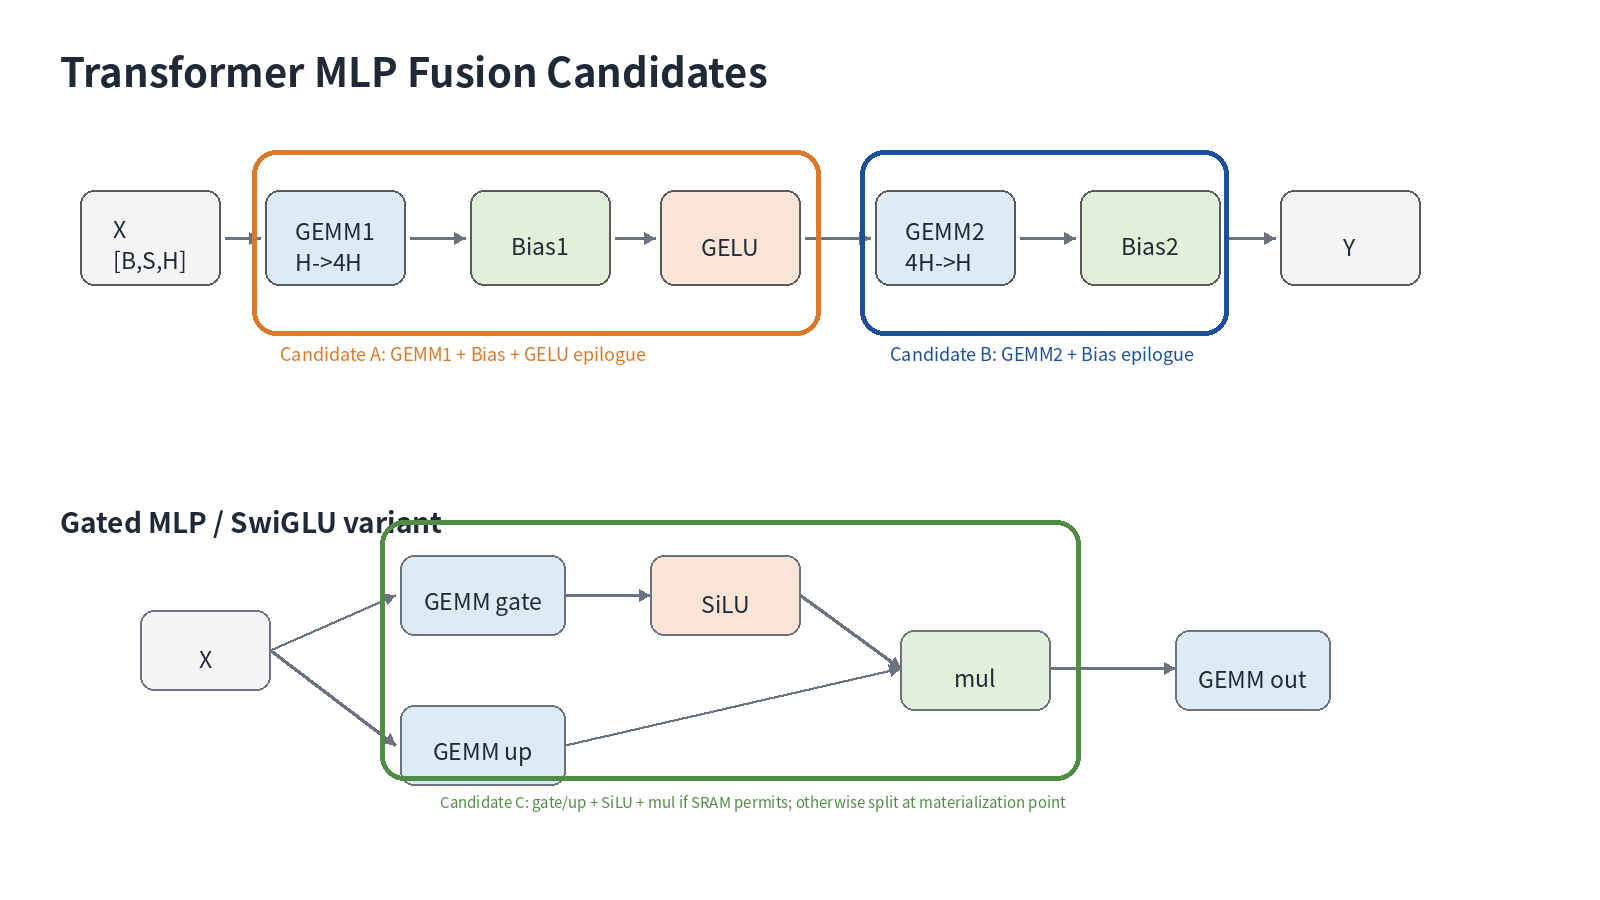 Transformer MLP Fusion Candidates
X
[B,S,H]
GEMM1
H->4H
Bias1
GELU
GEMM2
4H->H
Bias2
Y
Candidate A: GEMM1 + Bias + GELU epilogue
Candidate B: GEMM2 + Bias epilogue
Gated MLP / SwiGLU variant
X
GEMM gate
SiLU
GEMM up
mul
GEMM out
Candidate C: gate/up + SiLU + mul if SRAM permits; otherwise split at materialization point